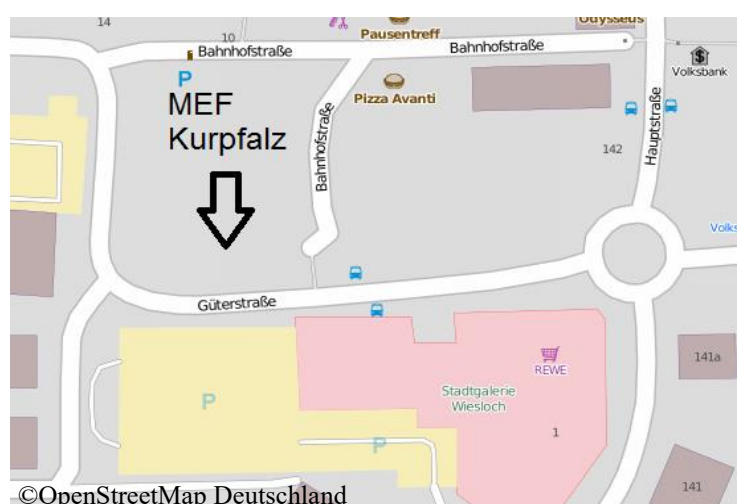 14
10
Bahnhofstraße
Pausentreff
Bahnhofstraße
Odysseus
Volksbank
P
MEF
Kurpfalz
Pizza Avanti
Bahnhofstraße
142
Hauptstraße
Volks
Güterstraße
REWE
141a
P
Stadtgalerie
Wiesloch
P
1
141
©OpenStreetMap Deutschland